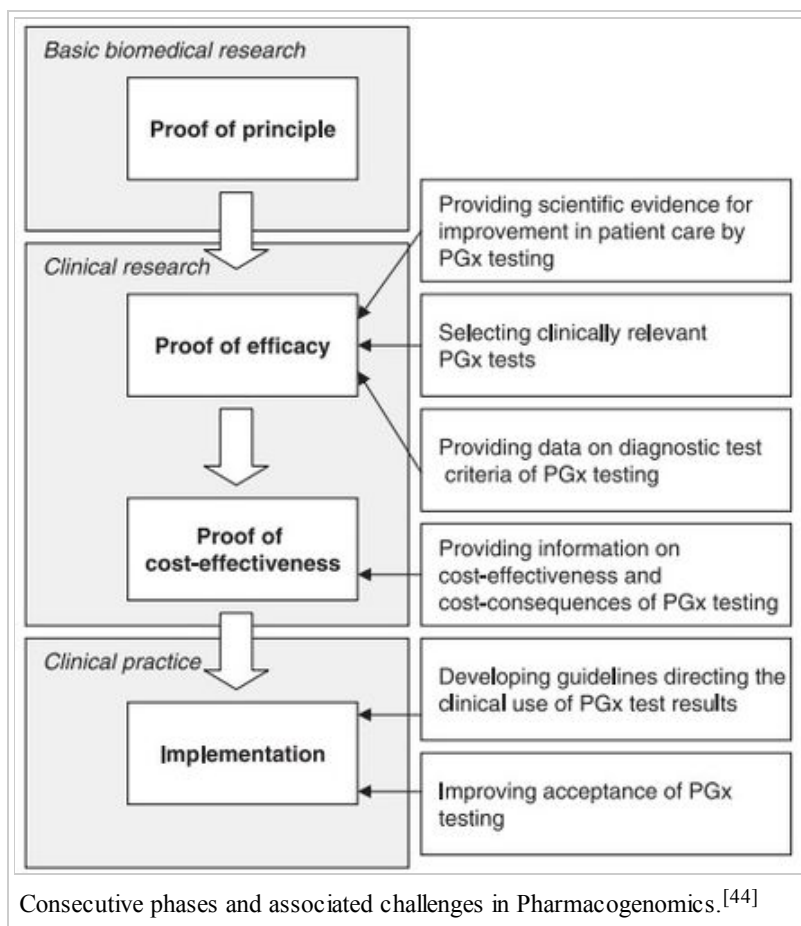 Basic biomedical research
Proof of principle
Clinical research
Proof of efficacy
Proof of
cost-effectiveness
Clinical practice
Implementation
Providing scientific evidence for
improvement in patient care by
PGx testing
Selecting clinically relevant
PGx tests
Providing data on diagnostic test
criteria of PGx testing
Providing information on
cost-effectiveness and
cost-consequences of PGx testing
Developing guidelines directing the
clinical use of PGx test results
Improving acceptance of PGx
testing
Consecutive phases and associated challenges in Pharmacogenomics.[44]